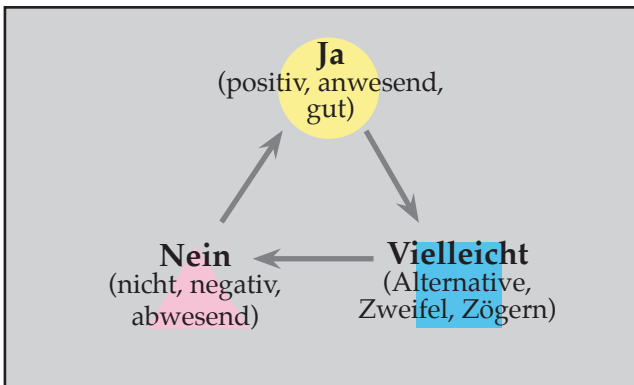 Ja
(positiv, anwesend,
gut)
Nein
(nicht, negativ,
abwesend)
Vielleicht
(Alternative,
Zweifel, Zögern)